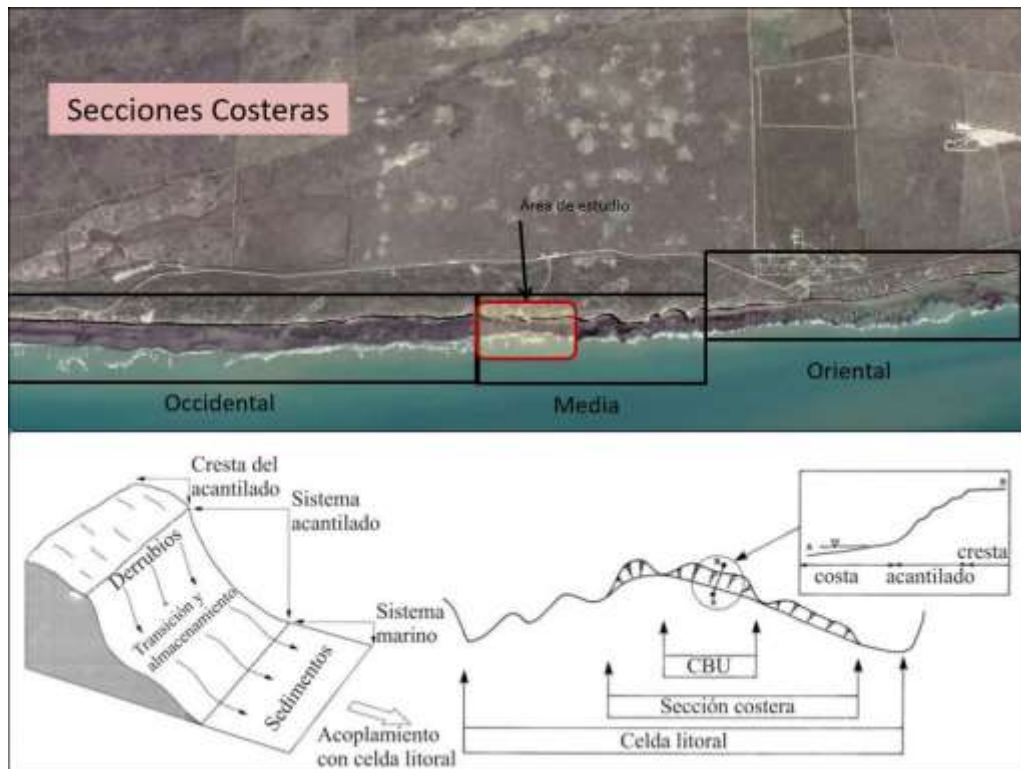 Secciones Costeras
Área de estudio
Occidental
Media
Oriental
Cresta del
acantilado
Sistema
acantilado
Derrubios
Transición y
almacenamiento
Sedimentos
Sistema
marino
Acoplamiento
con celda litoral
A
B
cresta
costa
acantilado
CBU
Sección costera
Celda litoral